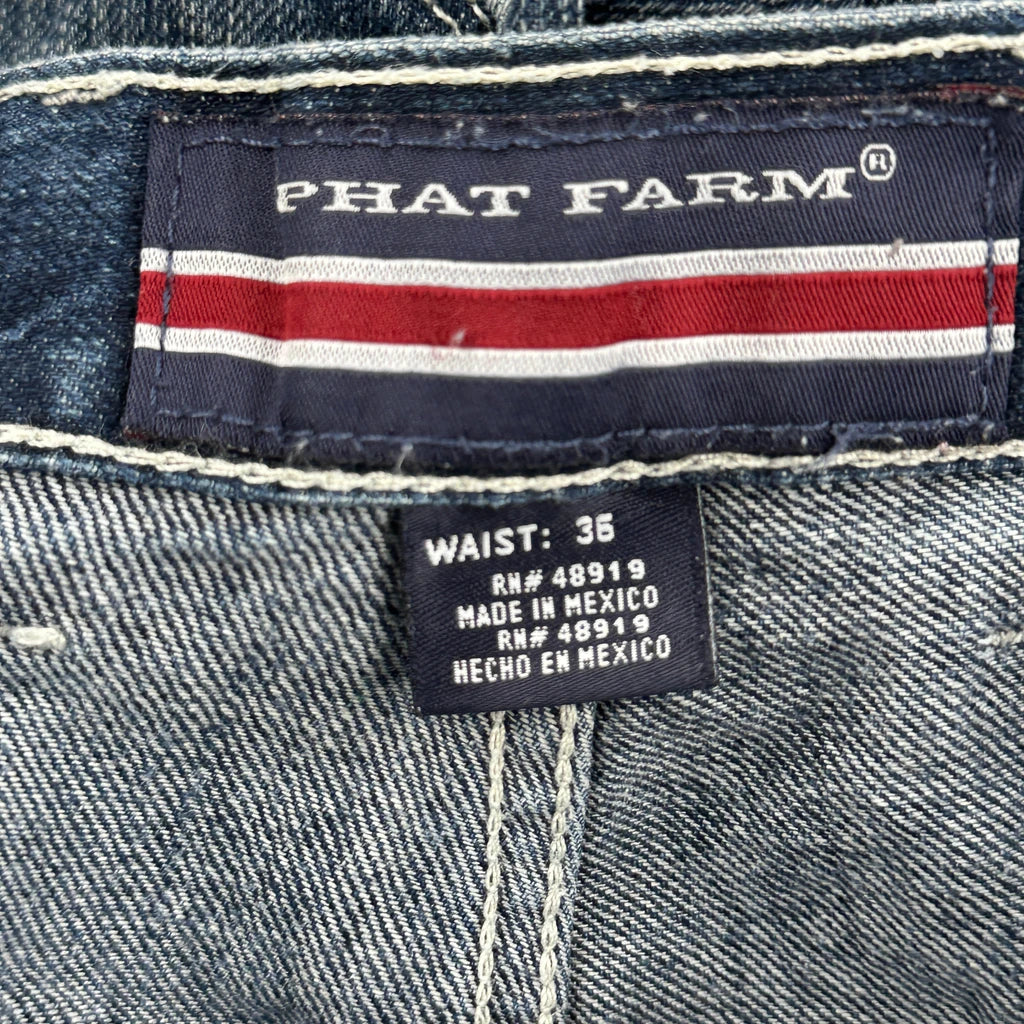 PHAT FARM®
WAIST: 36
RN# 48919
MADE IN MEXICO
RN# 48919
HECHO EN MEXICO